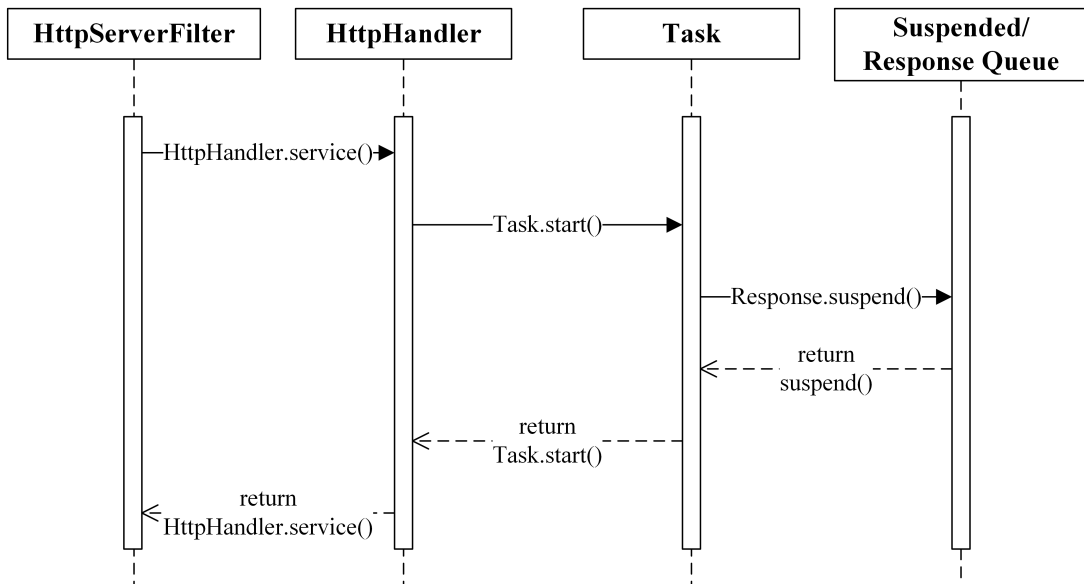 HttpServerFilter
HttpHandler
Task
Suspended/
Response Queue
HttpHandler.service()
Task.start()
Response.suspend()
return
suspend()
return
Task.start()
return
HttpHandler.service()